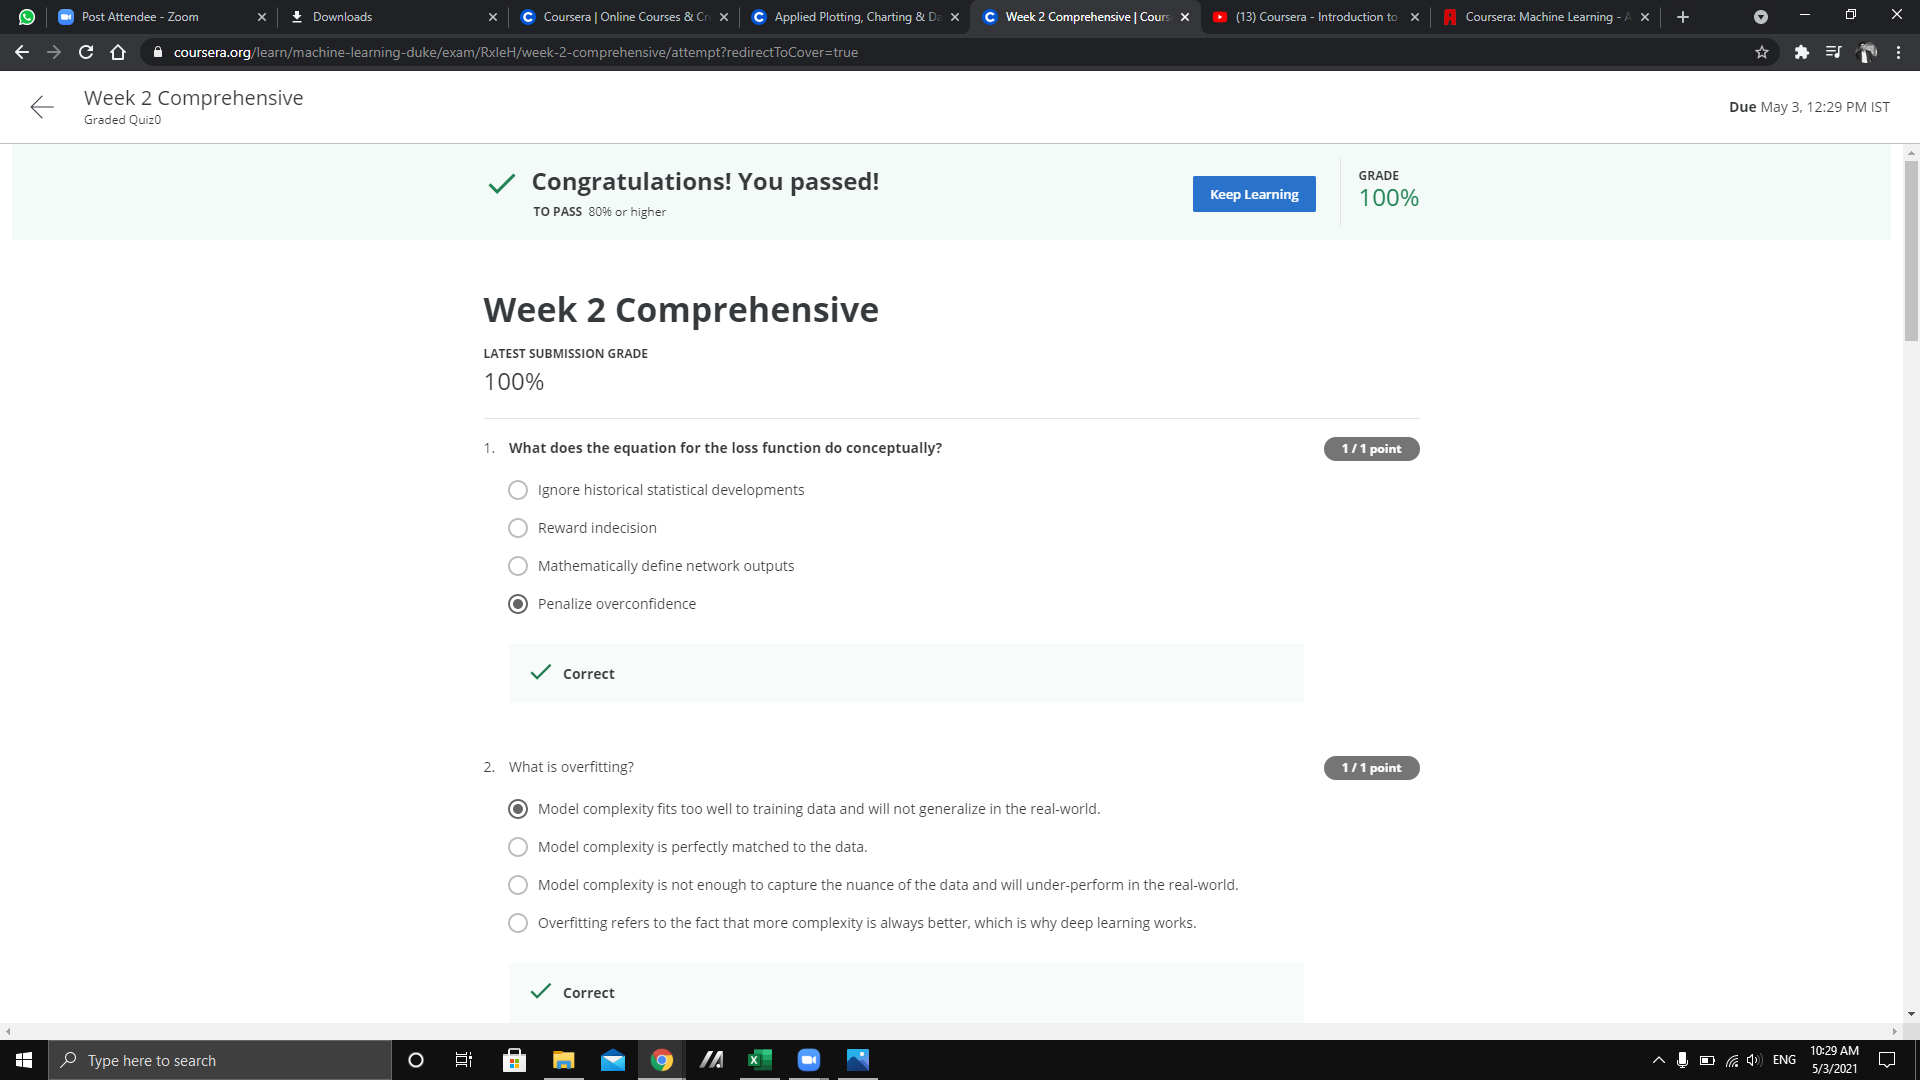 Post Attendee - Zoom
Downloads
Coursera | Online Courses & Cr
Applied Plotting, Charting & Da
Week 2 Comprehensive | Cours
(13) Coursera - Introduction to
Coursera: Machine Learning - A
coursera.org/learn/machine-learning-duke/exam/RxleH/week-2-comprehensive/attempt?redirectToCover=true
Week 2 Comprehensive
Graded Quiz0
Due May 3, 12:29 PM IST
Congratulations! You passed!
TO PASS 80% or higher
Keep Learning
GRADE
100%
Week 2 Comprehensive
LATEST SUBMISSION GRADE
100%
1. What does the equation for the loss function do conceptually?
1 / 1 point
Ignore historical statistical developments
Reward indecision
Mathematically define network outputs
Penalize overconfidence
Correct
2. What is overfitting?
1 / 1 point
Model complexity fits too well to training data and will not generalize in the real-world.
Model complexity is perfectly matched to the data.
Model complexity is not enough to capture the nuance of the data and will under-perform in the real-world.
Overfitting refers to the fact that more complexity is always better, which is why deep learning works.
Correct
Type here to search
ENG
10:29 AM
5/3/2021